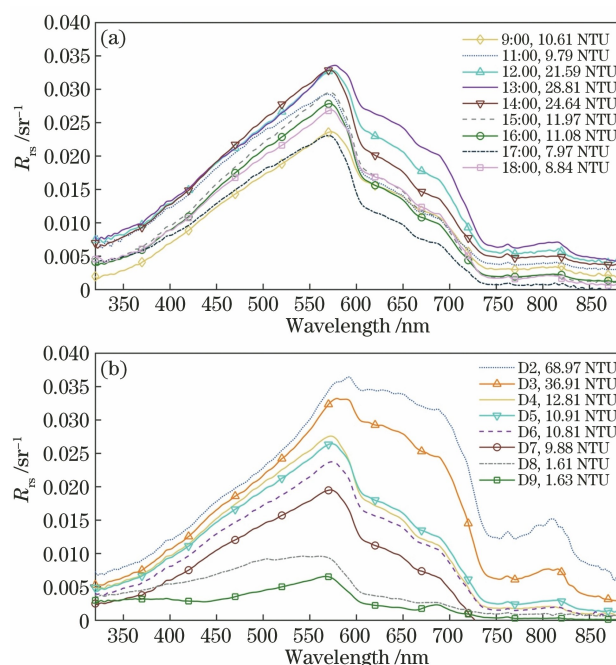 0.040
0.035
0.030
0.025
0.020
0.015
0.010
0.005
0
(a)
Rrs /sr−1
9:00, 10.61 NTU
11:00, 9.79 NTU
12.00, 21.59 NTU
13:00, 28.81 NTU
14:00, 24.64 NTU
15:00, 11.97 NTU
16:00, 11.08 NTU
17:00, 7.97 NTU
18:00, 8.84 NTU
350 400 450 500 550 600 650 700 750 800 850
Wavelength /nm
0.040
0.035
0.030
0.025
0.020
0.015
0.010
0.005
0
(b)
Rrs /sr−1
D2, 68.97 NTU
D3, 36.91 NTU
D4, 12.81 NTU
D5, 10.91 NTU
D6, 10.81 NTU
D7, 9.88 NTU
D8, 1.61 NTU
D9, 1.63 NTU
350 400 450 500 550 600 650 700 750 800 850
Wavelength /nm